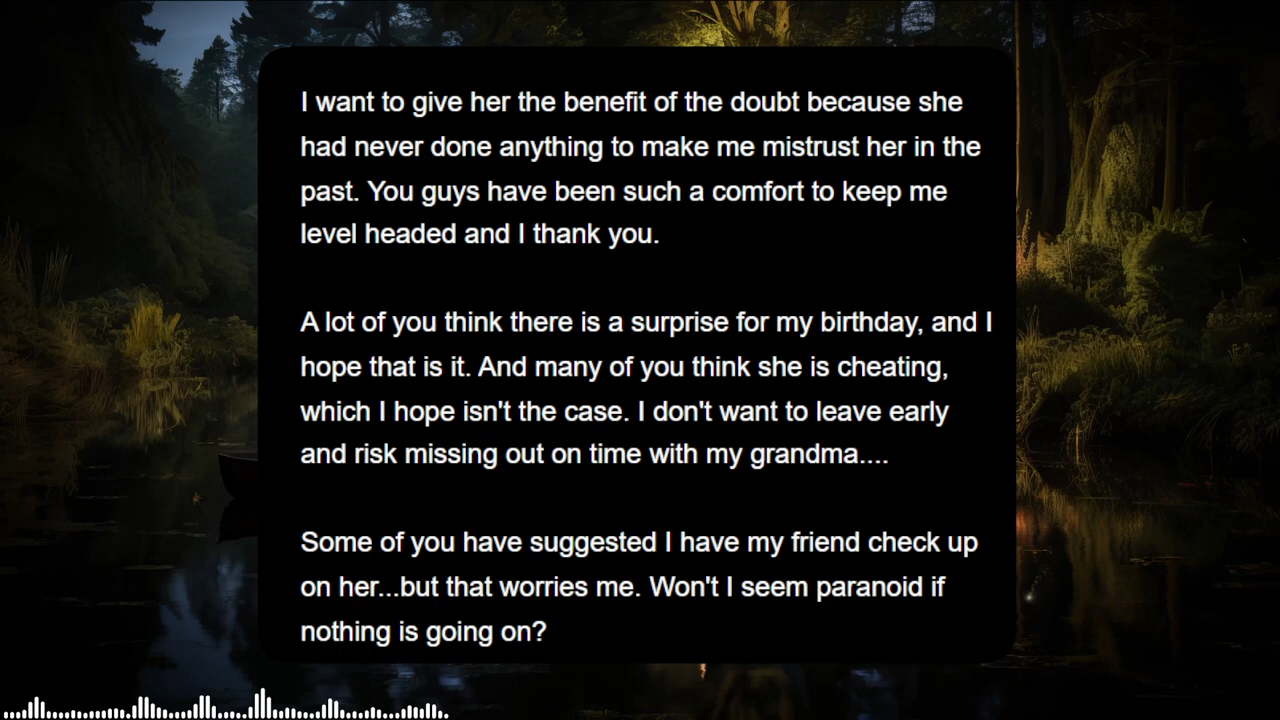 I want to give her the benefit of the doubt because she
had never done anything to make me mistrust her in the
past. You guys have been such a comfort to keep me
level headed and I thank you.
A lot of you think there is a surprise for my birthday, and I
hope that is it. And many of you think she is cheating,
which I hope isn't the case. I don't want to leave early
and risk missing out on time with my grandma....
Some of you have suggested I have my friend check up
on her...but that worries me. Won't I seem paranoid if
nothing is going on?